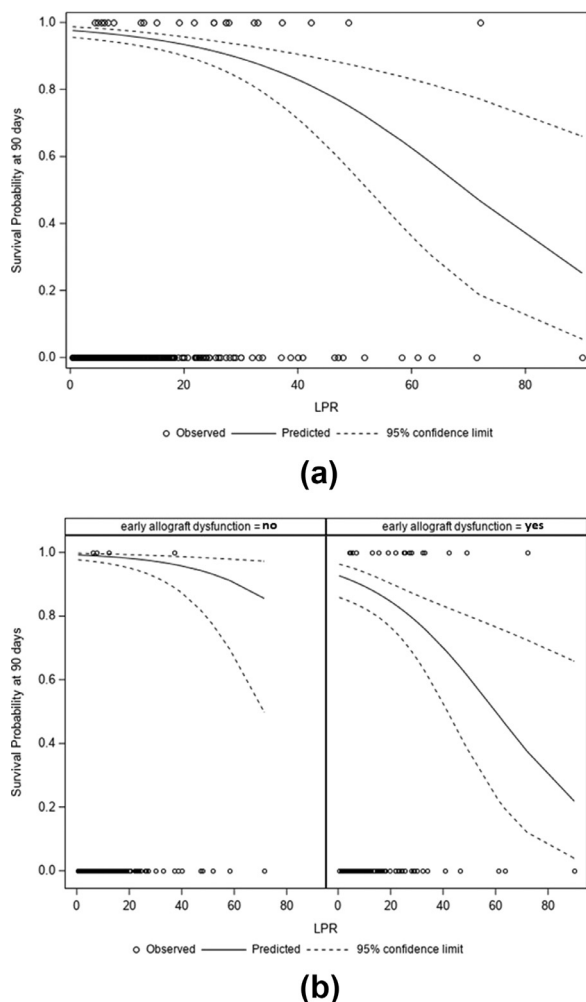 1.0
0.8
0.6
0.4
0.2
0.0
Survival Probability at 90 days
0 20 40 60 80
LPR
Observed Predicted 95% confidence limit
(a)
early allograft dysfunction = no early allograft dysfunction = yes
1.0
0.8
0.6
0.4
0.2
0.0
Survival Probability at 90 days
0 20 40 60 80 0 20 40 60 80
LPR
Observed Predicted 95% confidence limit
(b)